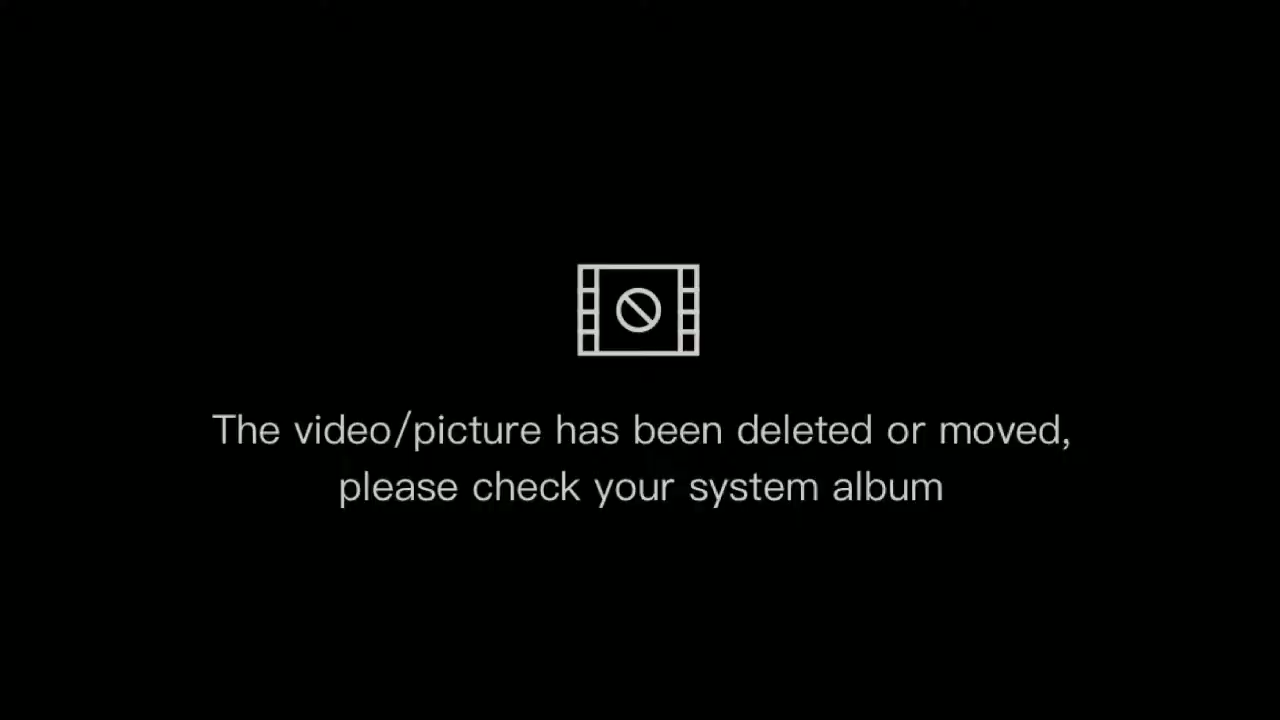 The video/picture has been deleted or moved,
please check your system album